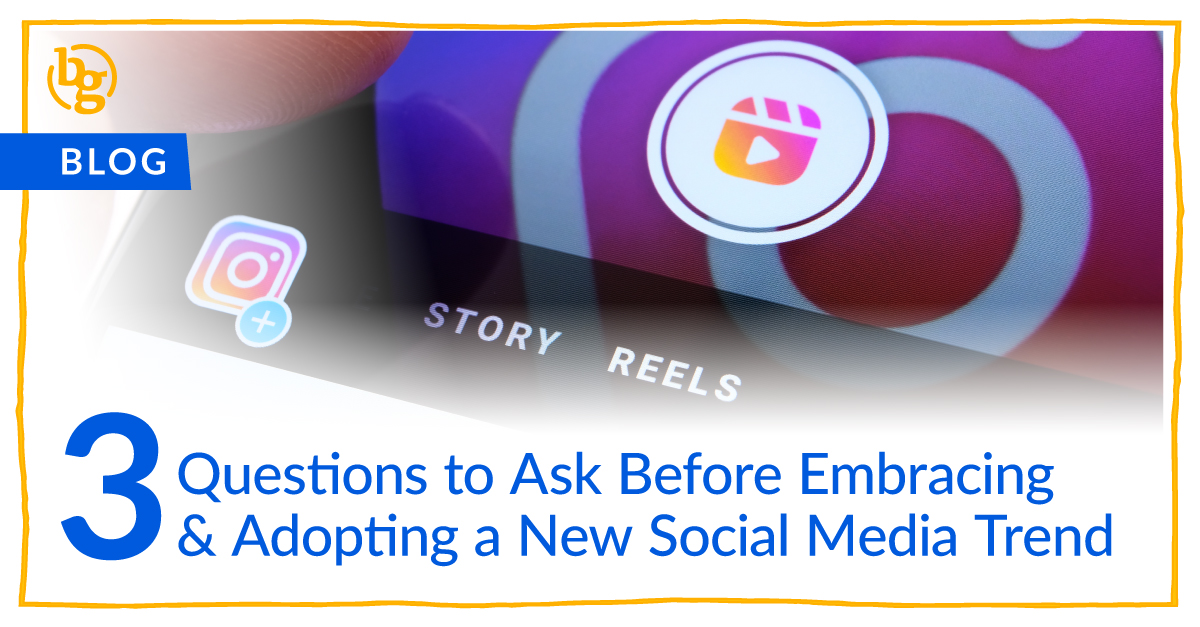 bg
BLOG
STORY REELS
3 Questions to Ask Before Embracing
& Adopting a New Social Media Trend